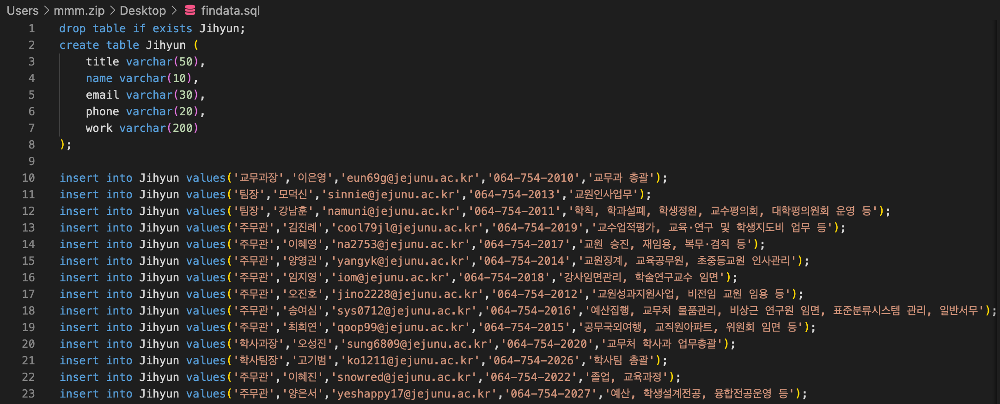 Users > mmm.zip > Desktop > findata.sql
1 drop table if exists Jihyun;
2 create table Jihyun (
3 title varchar(50),
4 name varchar(10),
5 email varchar(30),
6 phone varchar(20),
7 work varchar(200)
8 );
9
10 insert into Jihyun values('교무과장','이은영','eun69g@jejunu.ac.kr','064-754-2010','교무과 총괄');
11 insert into Jihyun values('팀장','모덕신','sinnie@jejunu.ac.kr','064-754-2013','교원인사업무');
12 insert into Jihyun values('팀장','강남훈','namuni@jejunu.ac.kr','064-754-2011','학칙, 학과설폐, 학생정원, 교수평의회, 대학평의원회 운영 등');
13 insert into Jihyun values('주무관','김진례','cool79jl@jejunu.ac.kr','064-754-2019','교수업적평가, 교육·연구 및 학생지도비 업무 등');
14 insert into Jihyun values('주무관','이혜영','na2753@jejunu.ac.kr','064-754-2017','교원 승진, 재임용, 복무·겸직 등');
15 insert into Jihyun values('주무관','양영권','yangyk@jejunu.ac.kr','064-754-2014','교원징계, 교육공무원, 초중등교원 인사관리');
16 insert into Jihyun values('주무관','임지영','iom@jejunu.ac.kr','064-754-2018','강사임면관리, 학술연구교수 임면');
17 insert into Jihyun values('주무관','오진호','jino2228@jejunu.ac.kr','064-754-2012','교원성과지원사업, 비전임 교원 임용 등');
18 insert into Jihyun values('주무관','송여심','sys0712@jejunu.ac.kr','064-754-2016','예산집행, 교무처 물품관리, 비상근 연구원 임면, 표준분류시스템 관리, 일반서무');
19 insert into Jihyun values('주무관','최희연','qoop99@jejunu.ac.kr','064-754-2015','공무국외여행, 교직원아파트, 위원회 임면 등');
20 insert into Jihyun values('학사과장','오성진','sung6809@jejunu.ac.kr','064-754-2020','교무처 학사과 업무총괄');
21 insert into Jihyun values('학사팀장','고기범','ko1211@jejunu.ac.kr','064-754-2026','학사팀 총괄');
22 insert into Jihyun values('주무관','이혜진','snowred@jejunu.ac.kr','064-754-2022','졸업, 교육과정');
23 insert into Jihyun values('주무관','양은서','yeshappy17@jejunu.ac.kr','064-754-2027','예산, 학생설계전공, 융합전공운영 등');